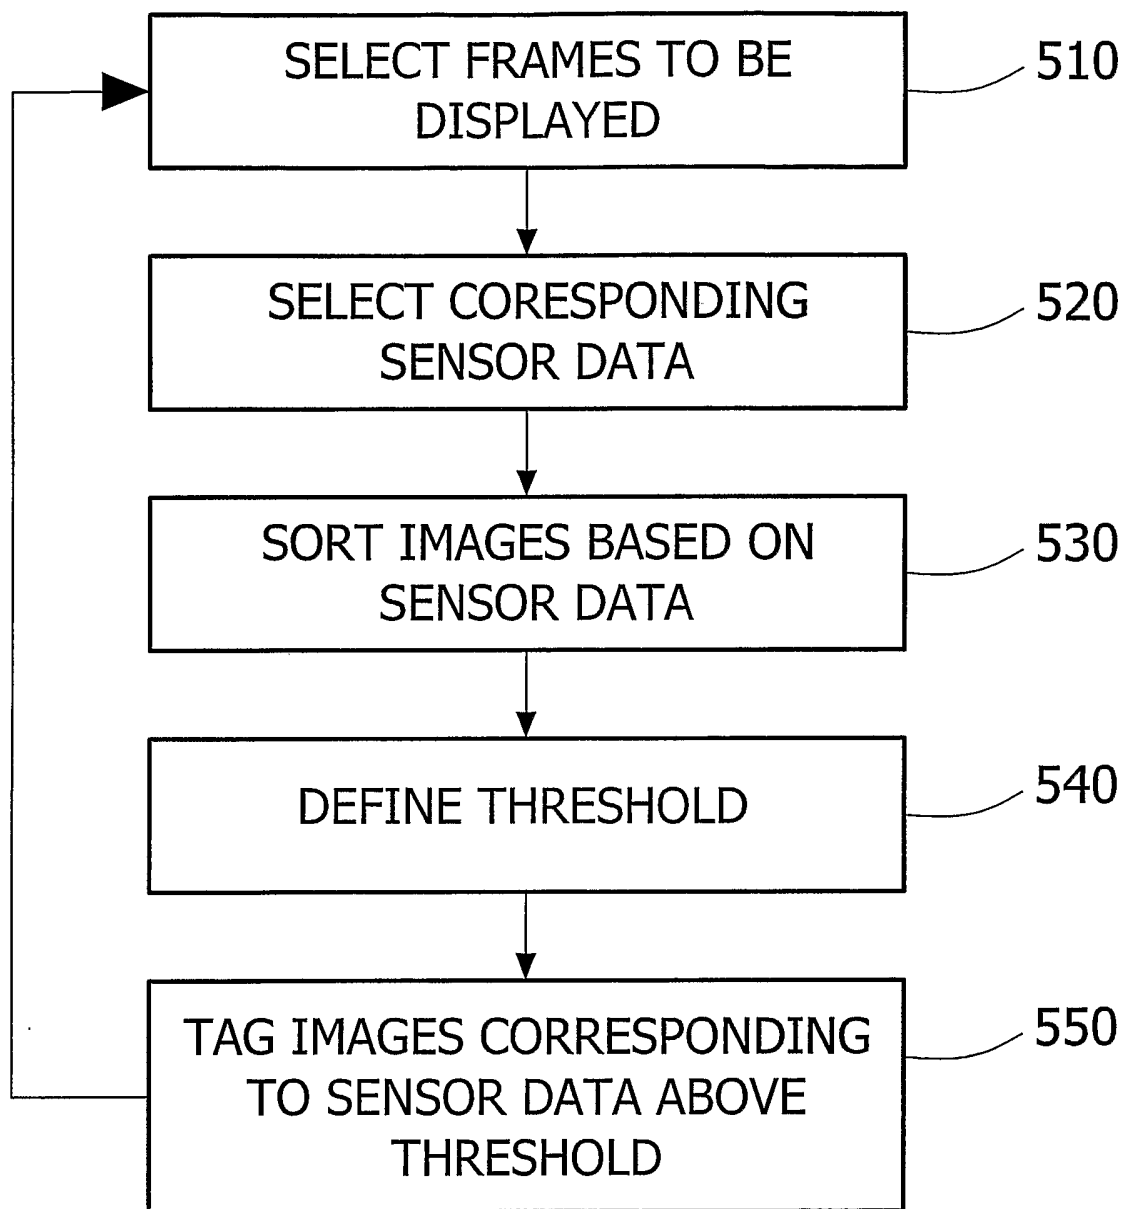 SELECT FRAMES TO BE
DISPLAYED
510
SELECT CORESPONDING
SENSOR DATA
520
SORT IMAGES BASED ON
SENSOR DATA
530
DEFINE THRESHOLD
540
TAG IMAGES CORRESPONDING
TO SENSOR DATA ABOVE
THRESHOLD
550